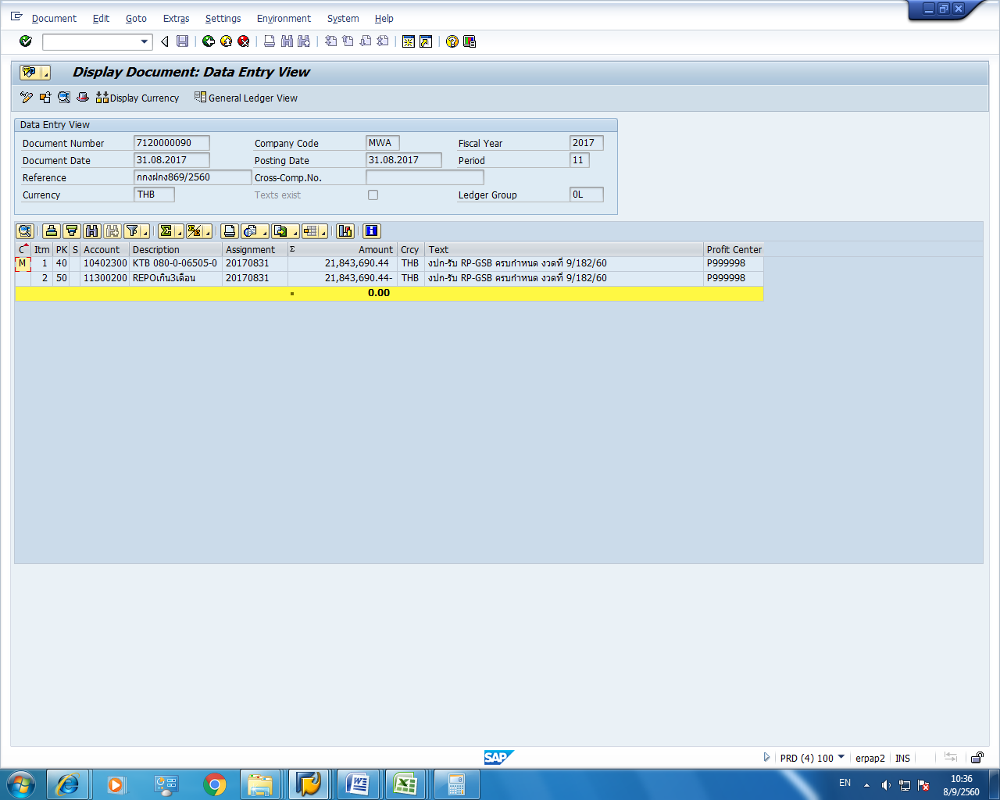 Document Edit Goto Extras Settings Environment System Help
Display Document: Data Entry View
Display Currency General Ledger View
Data Entry View
Document Number 7120000090 Company Code MWA Fiscal Year 2017
Document Date 31.08.2017 Posting Date 31.08.2017 Period 11
Reference กกงฝกง869/2560 Cross-Comp.No.
Currency THB Texts exist Ledger Group 0L
C Itm PK S Account Description Assignment Σ Amount Crcy Text Profit Center
M 1 40 10402300 KTB 080-0-06505-0 20170831 21,843,690.44 THB งปก-รับ RP-GSB ครบกำหนด งวดที่ 9/182/60 P999998
2 50 11300200 REPOเกิน3เดือน 20170831 21,843,690.44- THB งปก-รับ RP-GSB ครบกำหนด งวดที่ 9/182/60 P999998
0.00
SAP
PRD (4) 100 erpap2 INS
EN 10:36
8/9/2560